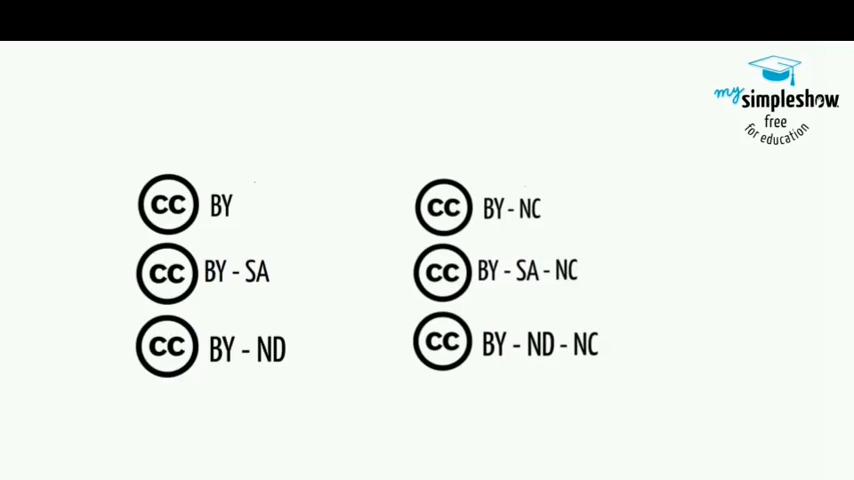 my simpleshow
free
for education
CC BY
CC BY - SA
CC BY - ND
CC BY - NC
CC BY - SA - NC
CC BY - ND - NC